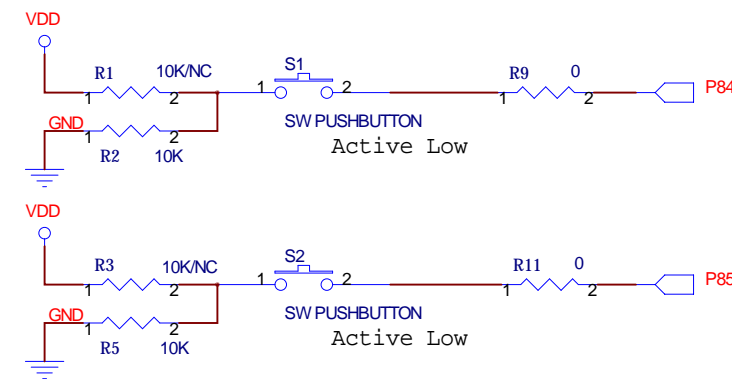 VDD
R1 10K/NC S1 R9 0
1 2 1 2 1 2 P84
GND 1 2 SW PUSHBUTTON
R2 10K Active Low
VDD
R3 10K/NC S2 R11 0
1 2 1 2 1 2 P85
GND 1 2 SW PUSHBUTTON
R5 10K Active Low